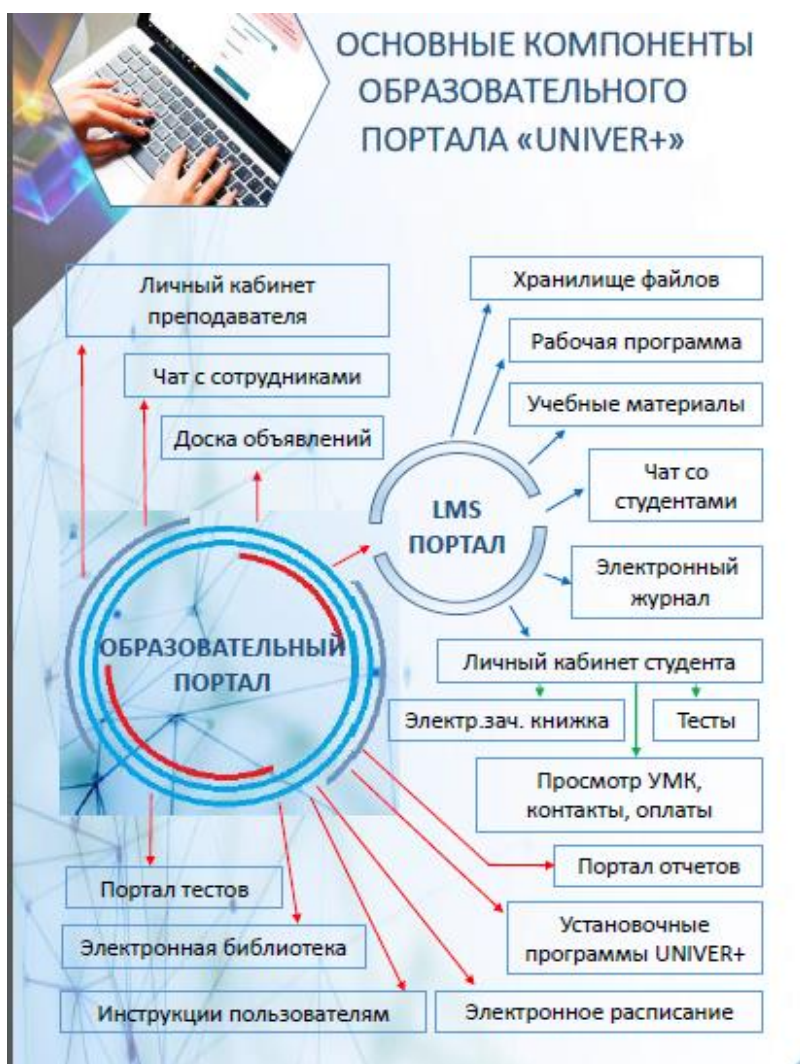 ОСНОВНЫЕ КОМПОНЕНТЫ
ОБРАЗОВАТЕЛЬНОГО
ПОРТАЛА «UNIVER+»
Личный кабинет
преподавателя
Чат с сотрудниками
Доска объявлений
Хранилище файлов
Рабочая программа
Учебные материалы
Чат со
студентами
LMS
ПОРТАЛ
Электронный
журнал
ОБРАЗОВАТЕЛЬНЫЙ
ПОРТАЛ
Личный кабинет студента
Электр.зач. книжка
Тесты
Просмотр УМК,
контакты, оплаты
Портал отчетов
Портал тестов
Установочные
программы UNIVER+
Электронная библиотека
Инструкции пользователям
Электронное расписание